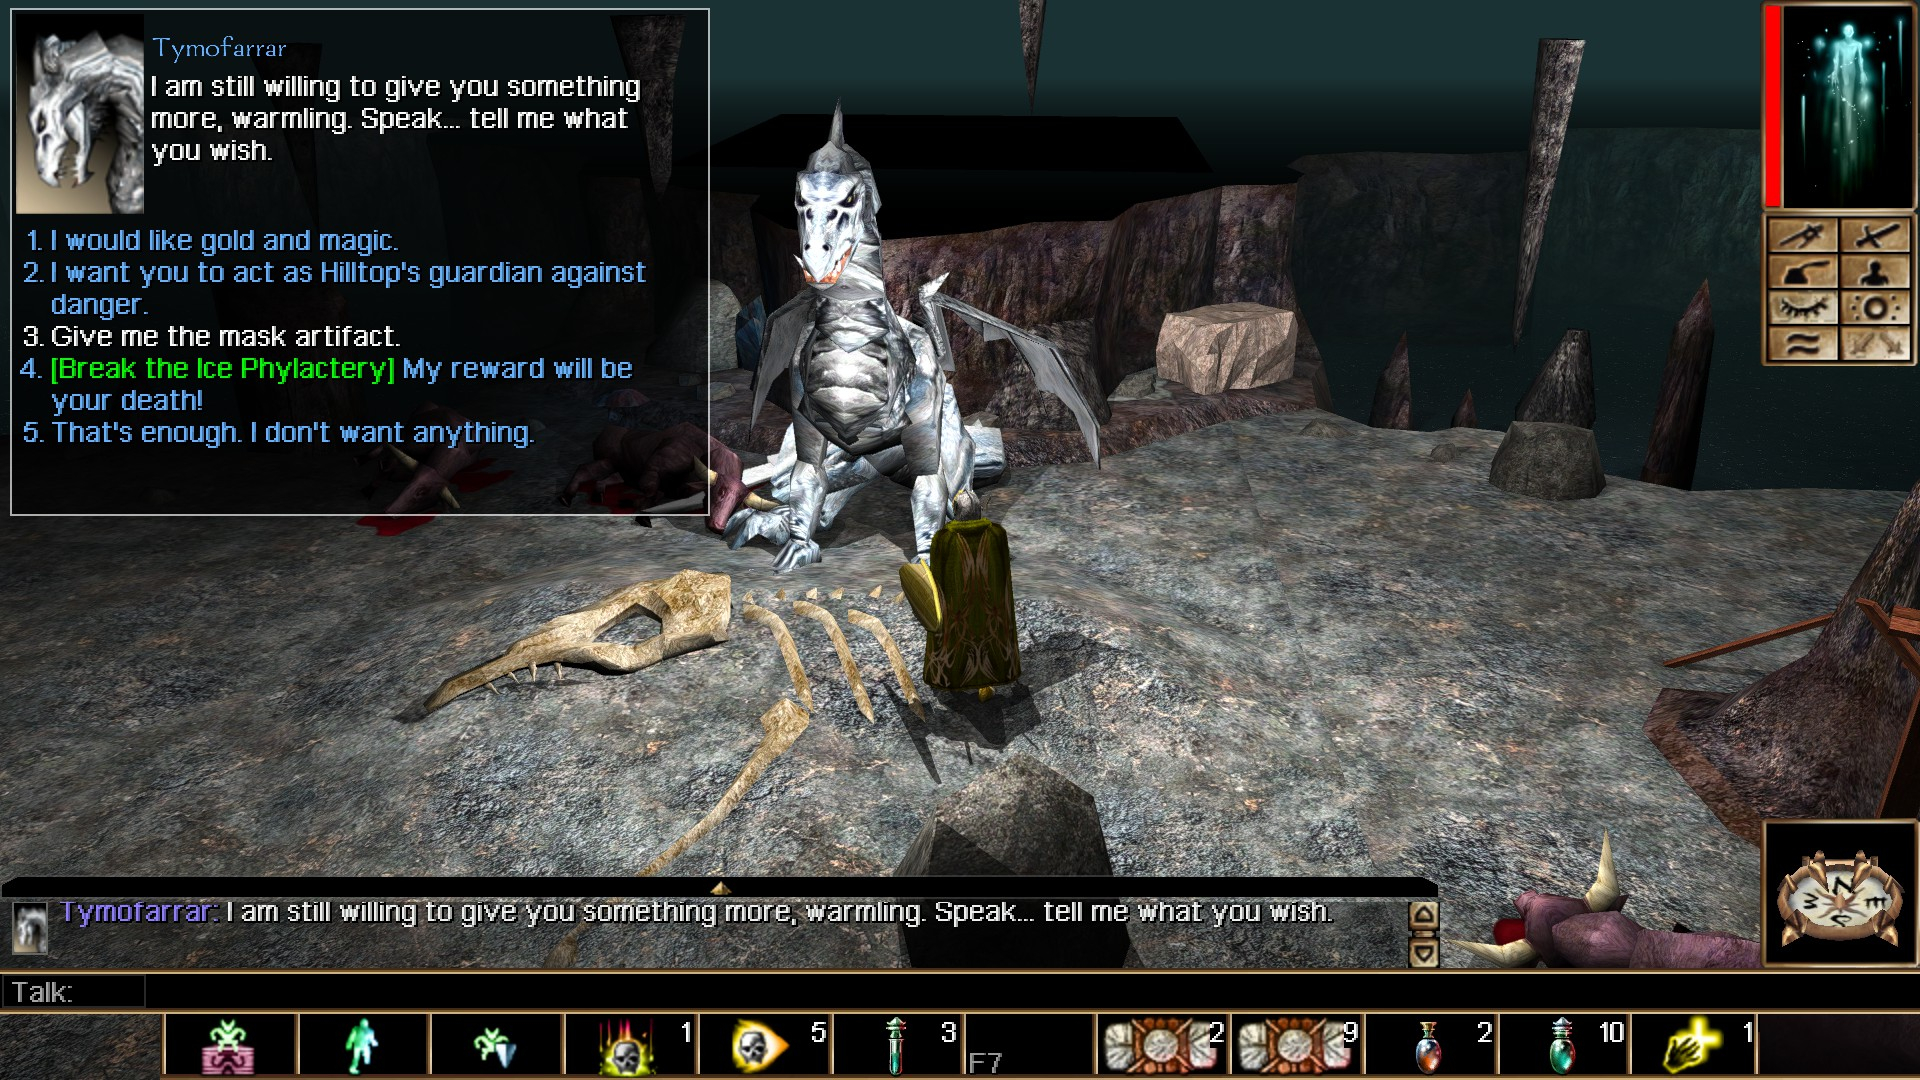 Tymofarrar
I am still willing to give you something
more, warmling. Speak... tell me what
you wish.
1. I would like gold and magic.
2. I want you to act as Hilltop's guardian against
danger.
3. Give me the mask artifact.
4. [Break the Ice Phylactery] My reward will be
your death!
5. That's enough. I don't want anything.
Tymofarrar: I am still willing to give you something more, warmling. Speak... tell me what you wish.
N
E
S
W
Talk:
1
5
3
F7
2
9
2
10
1